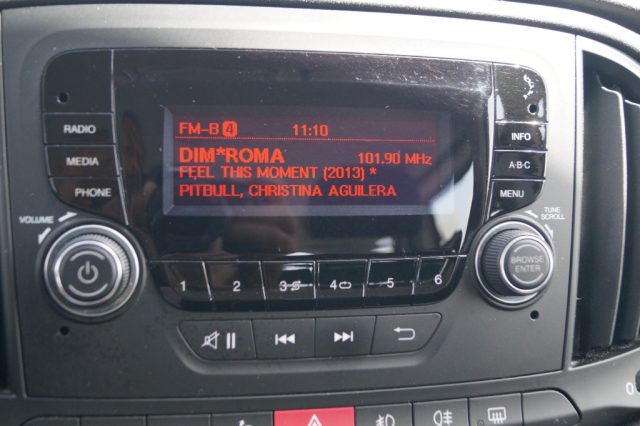 FM-B 4 11:10
DIM*ROMA 101.90 MHz
FEEL THIS MOMENT (2013) *
PITBULL, CHRISTINA AGUILERA
RADIO
MEDIA
PHONE
INFO
A·B·C
MENU
VOLUME
TUNE
SCROLL
BROWSE
ENTER
1 2 3 4 5 6
0